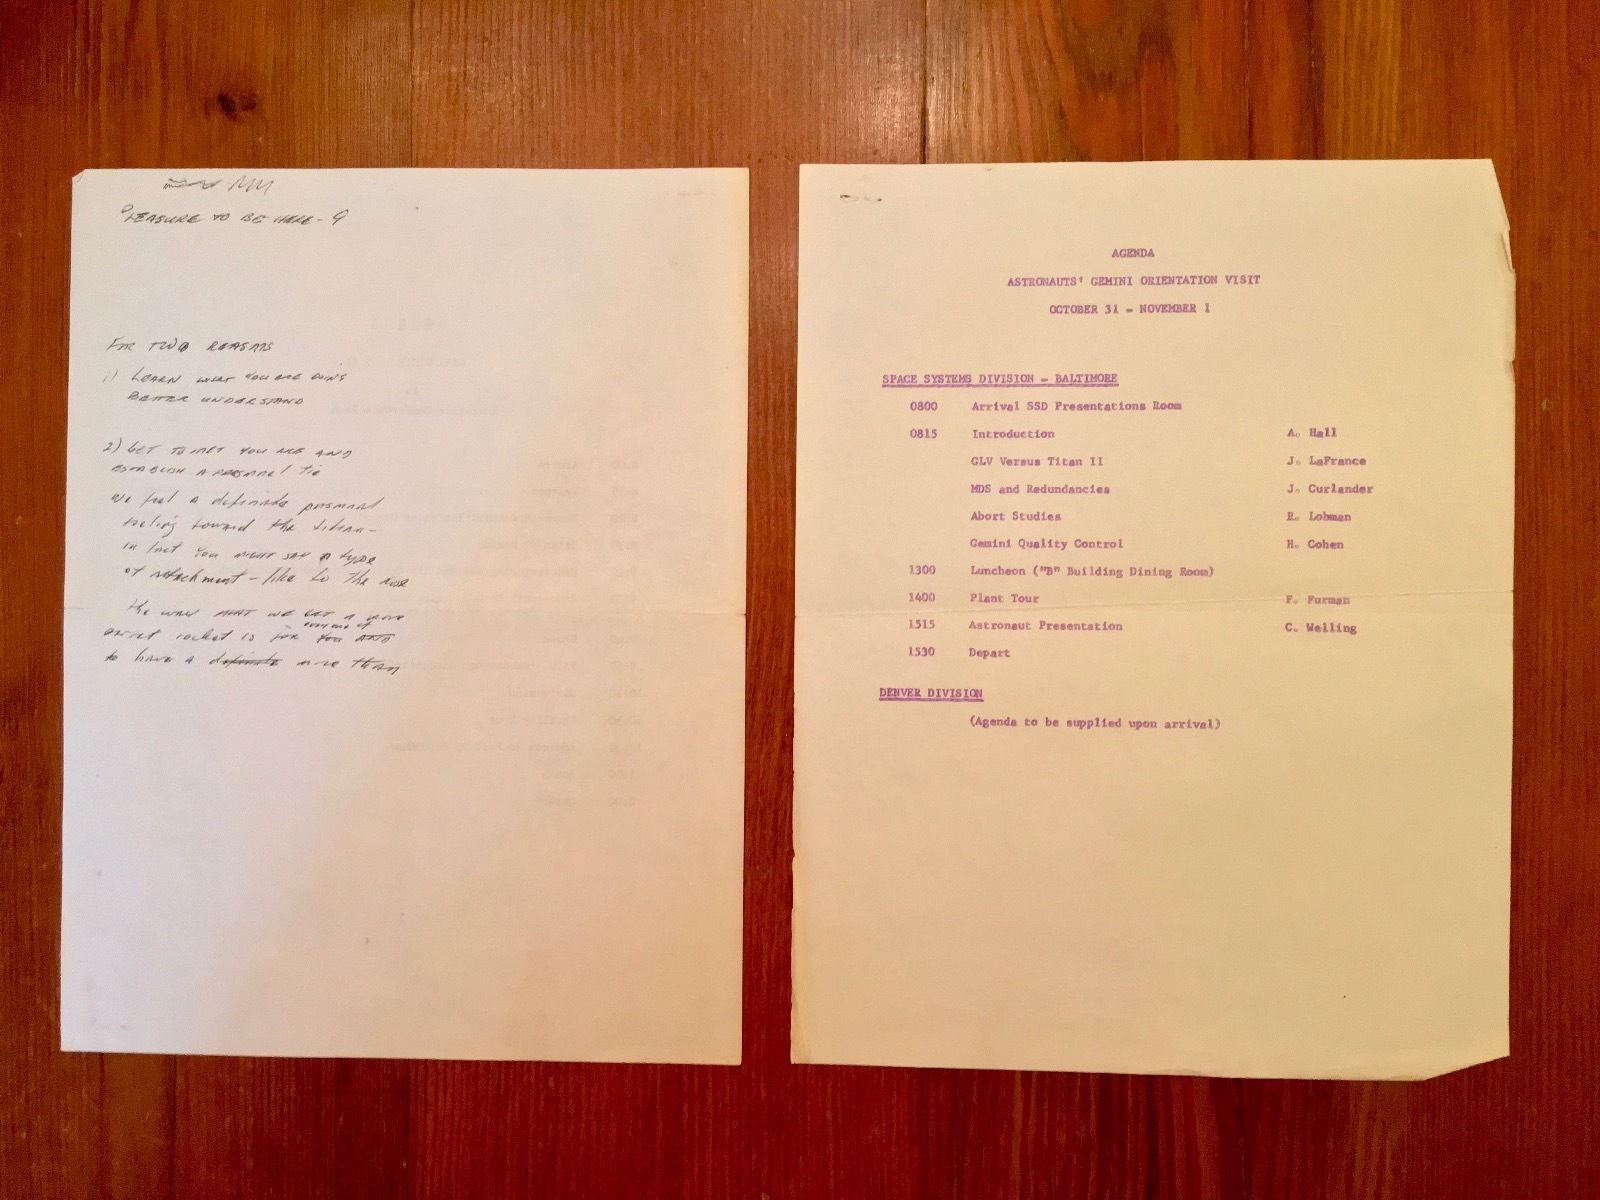 PLEASURE TO BE HERE - 9
FOR TWO REASONS
1) LEARN WHAT YOU ARE DOING
BETTER UNDERSTAND
2) GET TO MET YOU ARE AND
ESTABLISH A PERSONAL TIE
We feel a definite personal
feeling toward the titan -
in fact YOU MIGHT SAY A type
of attachment - like to the
the way THAT WE GET A
rocket is for YOU AND
to have a definite more than
AGENDA
ASTRONAUTS' GEMINI ORIENTATION VISIT
OCTOBER 31 - NOVEMBER 1
SPACE SYSTEMS DIVISION - BALTIMORE
0800 Arrival SSD Presentations Room
0815 Introduction A. Hall
GLV Versus Titan II J. LaFrance
MDS and Redundancies J. Curlander
Abort Studies R. Lohman
Gemini Quality Control H. Cohen
1300 Luncheon ("B" Building Dining Room)
1400 Plant Tour F. Furman
1515 Astronaut Presentation C. Welling
1530 Depart
DENVER DIVISION
(Agenda to be supplied upon arrival)